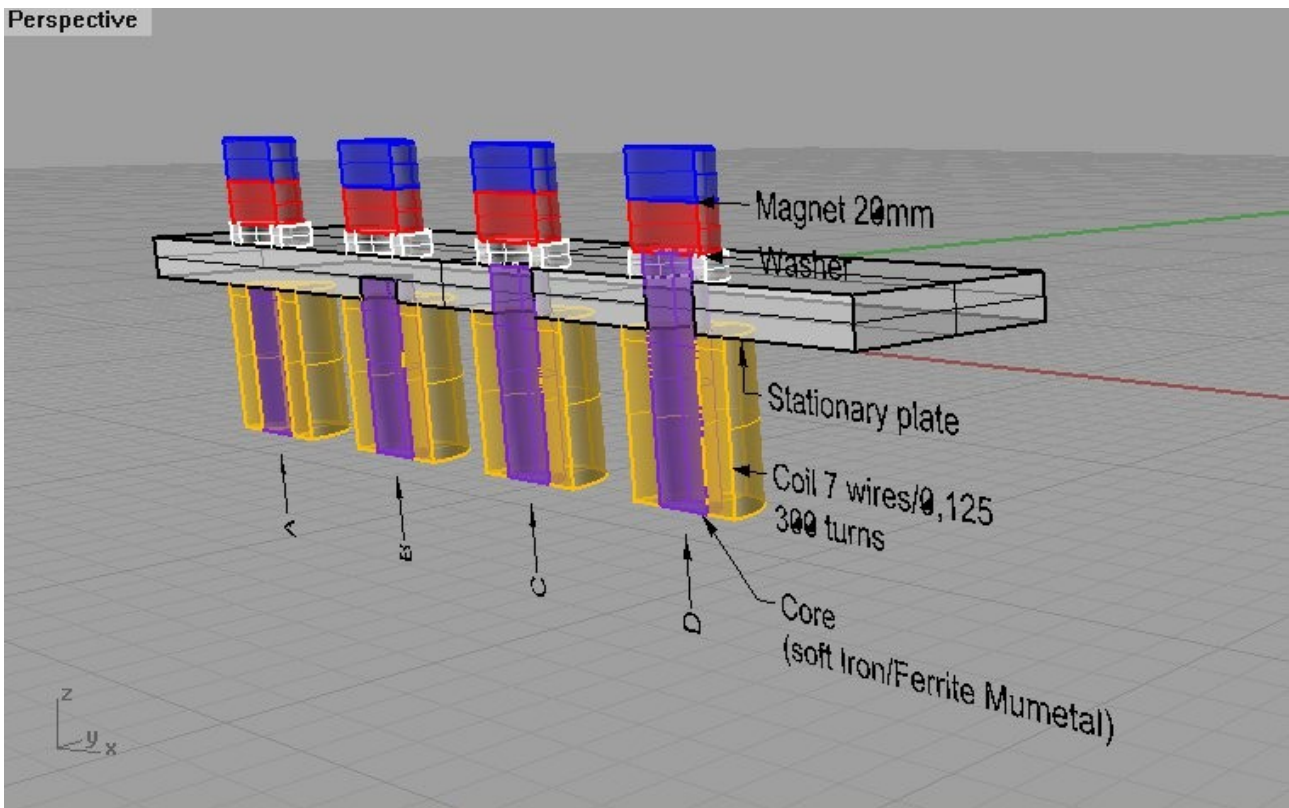 Perspective
Magnet 20mm
Washer
Stationary plate
Coil 7 wires/0,125
300 turns
A
B
C
D
Core
(soft Iron/Ferrite Mumetal)
z
y
x